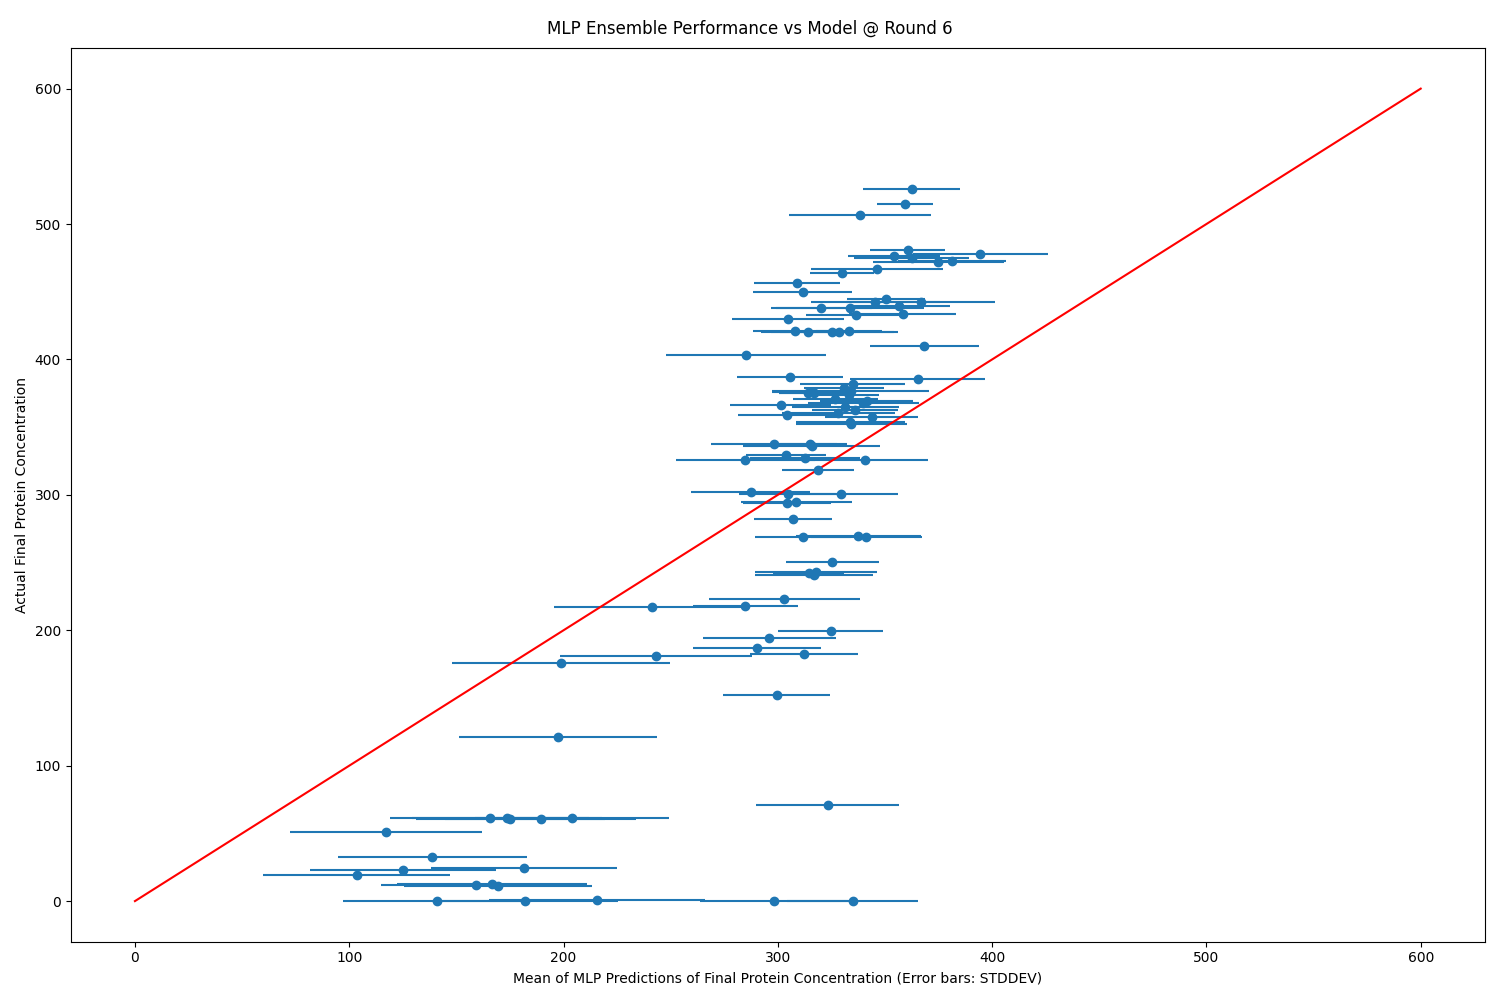 MLP Ensemble Performance vs Model @ Round 6
600
500
400
300
200
100
0
Actual Final Protein Concentration
0 100 200 300 400 500 600
Mean of MLP Predictions of Final Protein Concentration (Error bars: STDDEV)